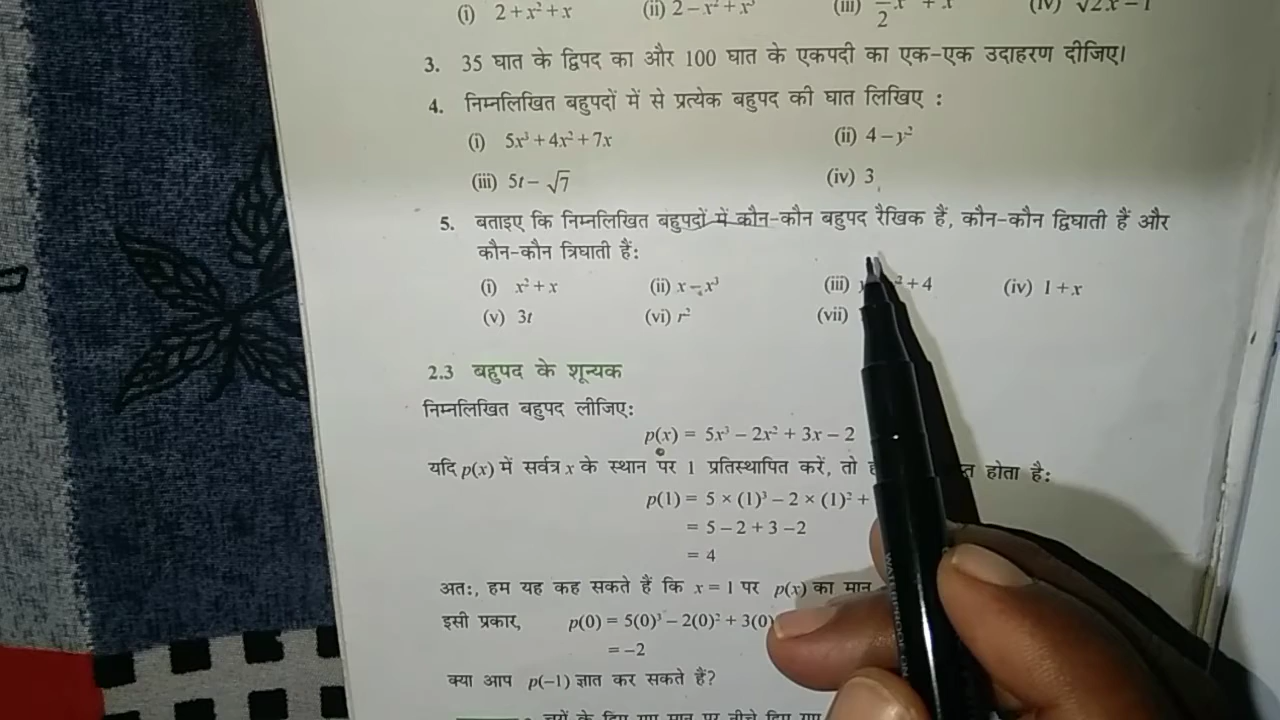 (i) 2 + x² + x (ii) 2 – x² + x³ (iii) (iv) √2x – 1
3. 35 घात के द्विपद का और 100 घात के एकपदी का एक-एक उदाहरण दीजिए।
4. निम्नलिखित बहुपदों में से प्रत्येक बहुपद की घात लिखिए :
(i) 5x³ + 4x² + 7x (ii) 4 – y²
(iii) 5t – √7 (iv) 3
5. बताइए कि निम्नलिखित बहुपदों में कौन-कौन बहुपद रैखिक हैं, कौन-कौन द्विघाती हैं और
कौन-कौन त्रिघाती हैं:
(i) x² + x (ii) x – x³ (iii) ² + 4 (iv) 1 + x
(v) 3t (vi) r² (vii)
2.3 बहुपद के शून्यक
निम्नलिखित बहुपद लीजिए:
p(x) = 5x³ – 2x² + 3x – 2
यदि p(x) में सर्वत्र x के स्थान पर 1 प्रतिस्थापित करें, तो होता है:
p(1) = 5 × (1)³ – 2 × (1)² +
= 5 – 2 + 3 – 2
= 4
अतः, हम यह कह सकते हैं कि x = 1 पर p(x) का मान
इसी प्रकार, p(0) = 5(0)³ – 2(0)² + 3(0)
= –2
क्या आप p(–1) ज्ञात कर सकते हैं?